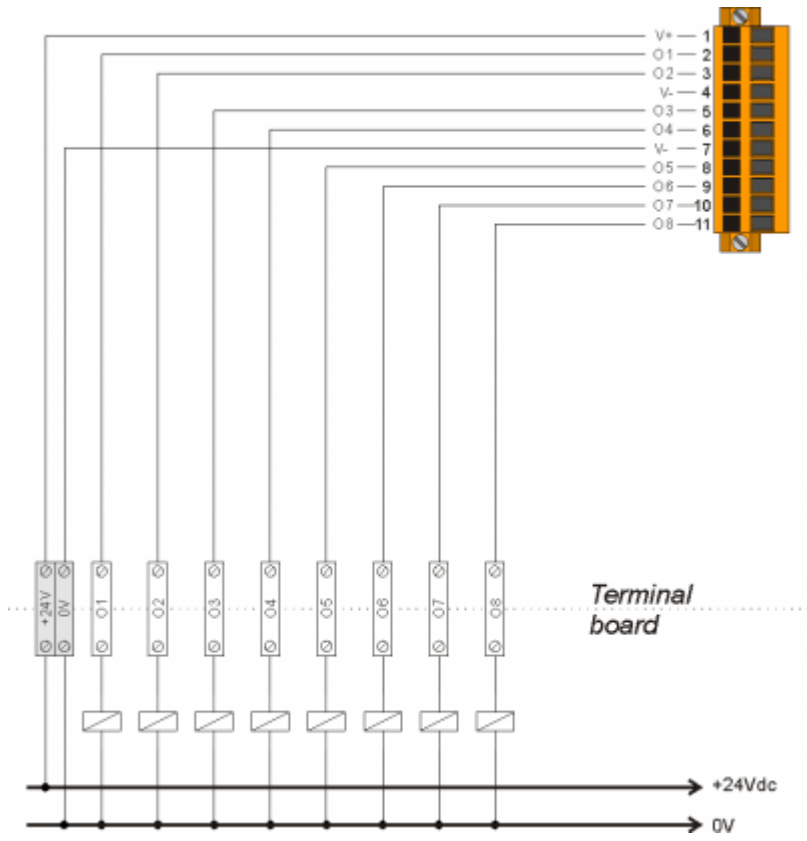 V+ 1
O1 2
O2 3
V- 4
O3 5
O4 6
V- 7
O5 8
O6 9
O7 10
O8 11
+24V 0V O1 O2 O3 O4 O5 O6 O7 O8
Terminal
board
+24Vdc
0V